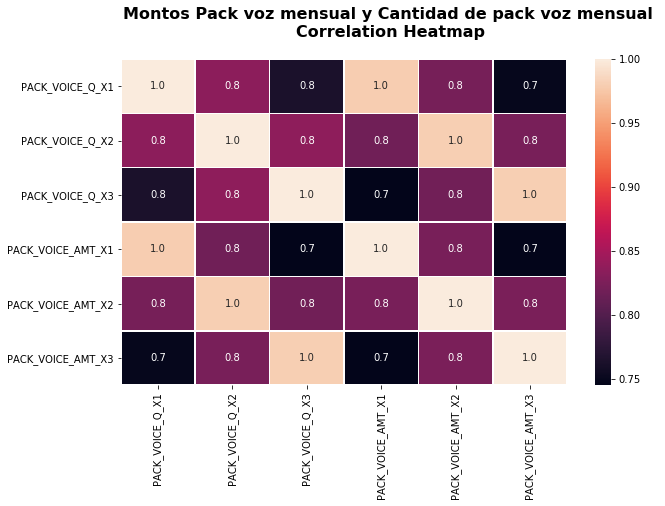 Montos Pack voz mensual y Cantidad de pack voz mensual
Correlation Heatmap
PACK_VOICE_Q_X1 1.0 0.8 0.8 1.0 0.8 0.7
PACK_VOICE_Q_X2 0.8 1.0 0.8 0.8 1.0 0.8
PACK_VOICE_Q_X3 0.8 0.8 1.0 0.7 0.8 1.0
PACK_VOICE_AMT_X1 1.0 0.8 0.7 1.0 0.8 0.7
PACK_VOICE_AMT_X2 0.8 1.0 0.8 0.8 1.0 0.8
PACK_VOICE_AMT_X3 0.7 0.8 1.0 0.7 0.8 1.0
PACK_VOICE_Q_X1
PACK_VOICE_Q_X2
PACK_VOICE_Q_X3
PACK_VOICE_AMT_X1
PACK_VOICE_AMT_X2
PACK_VOICE_AMT_X3
1.00
0.95
0.90
0.85
0.80
0.75